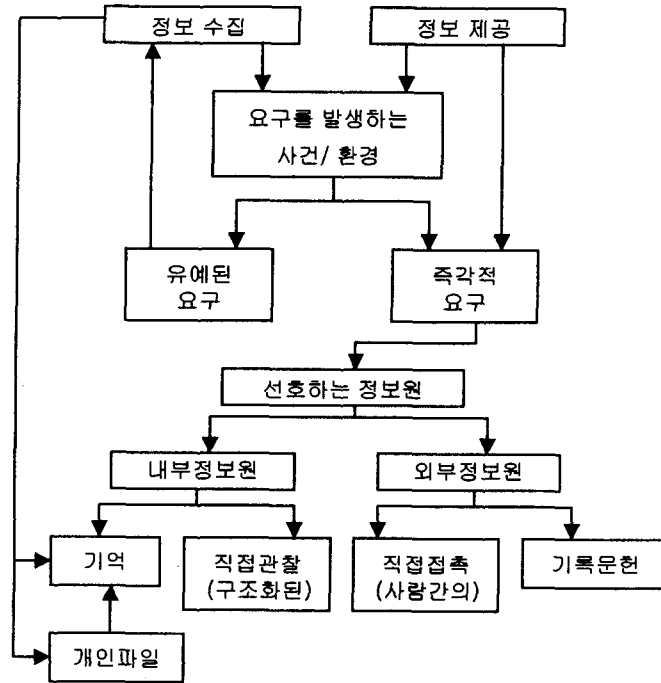 정보 수집
정보 제공
요구를 발생하는
사건/ 환경
유예된
요구
즉각적
요구
선호하는 정보원
내부정보원
외부정보원
기억
직접관찰
(구조화된)
직접접촉
(사람간의)
기록문헌
개인파일